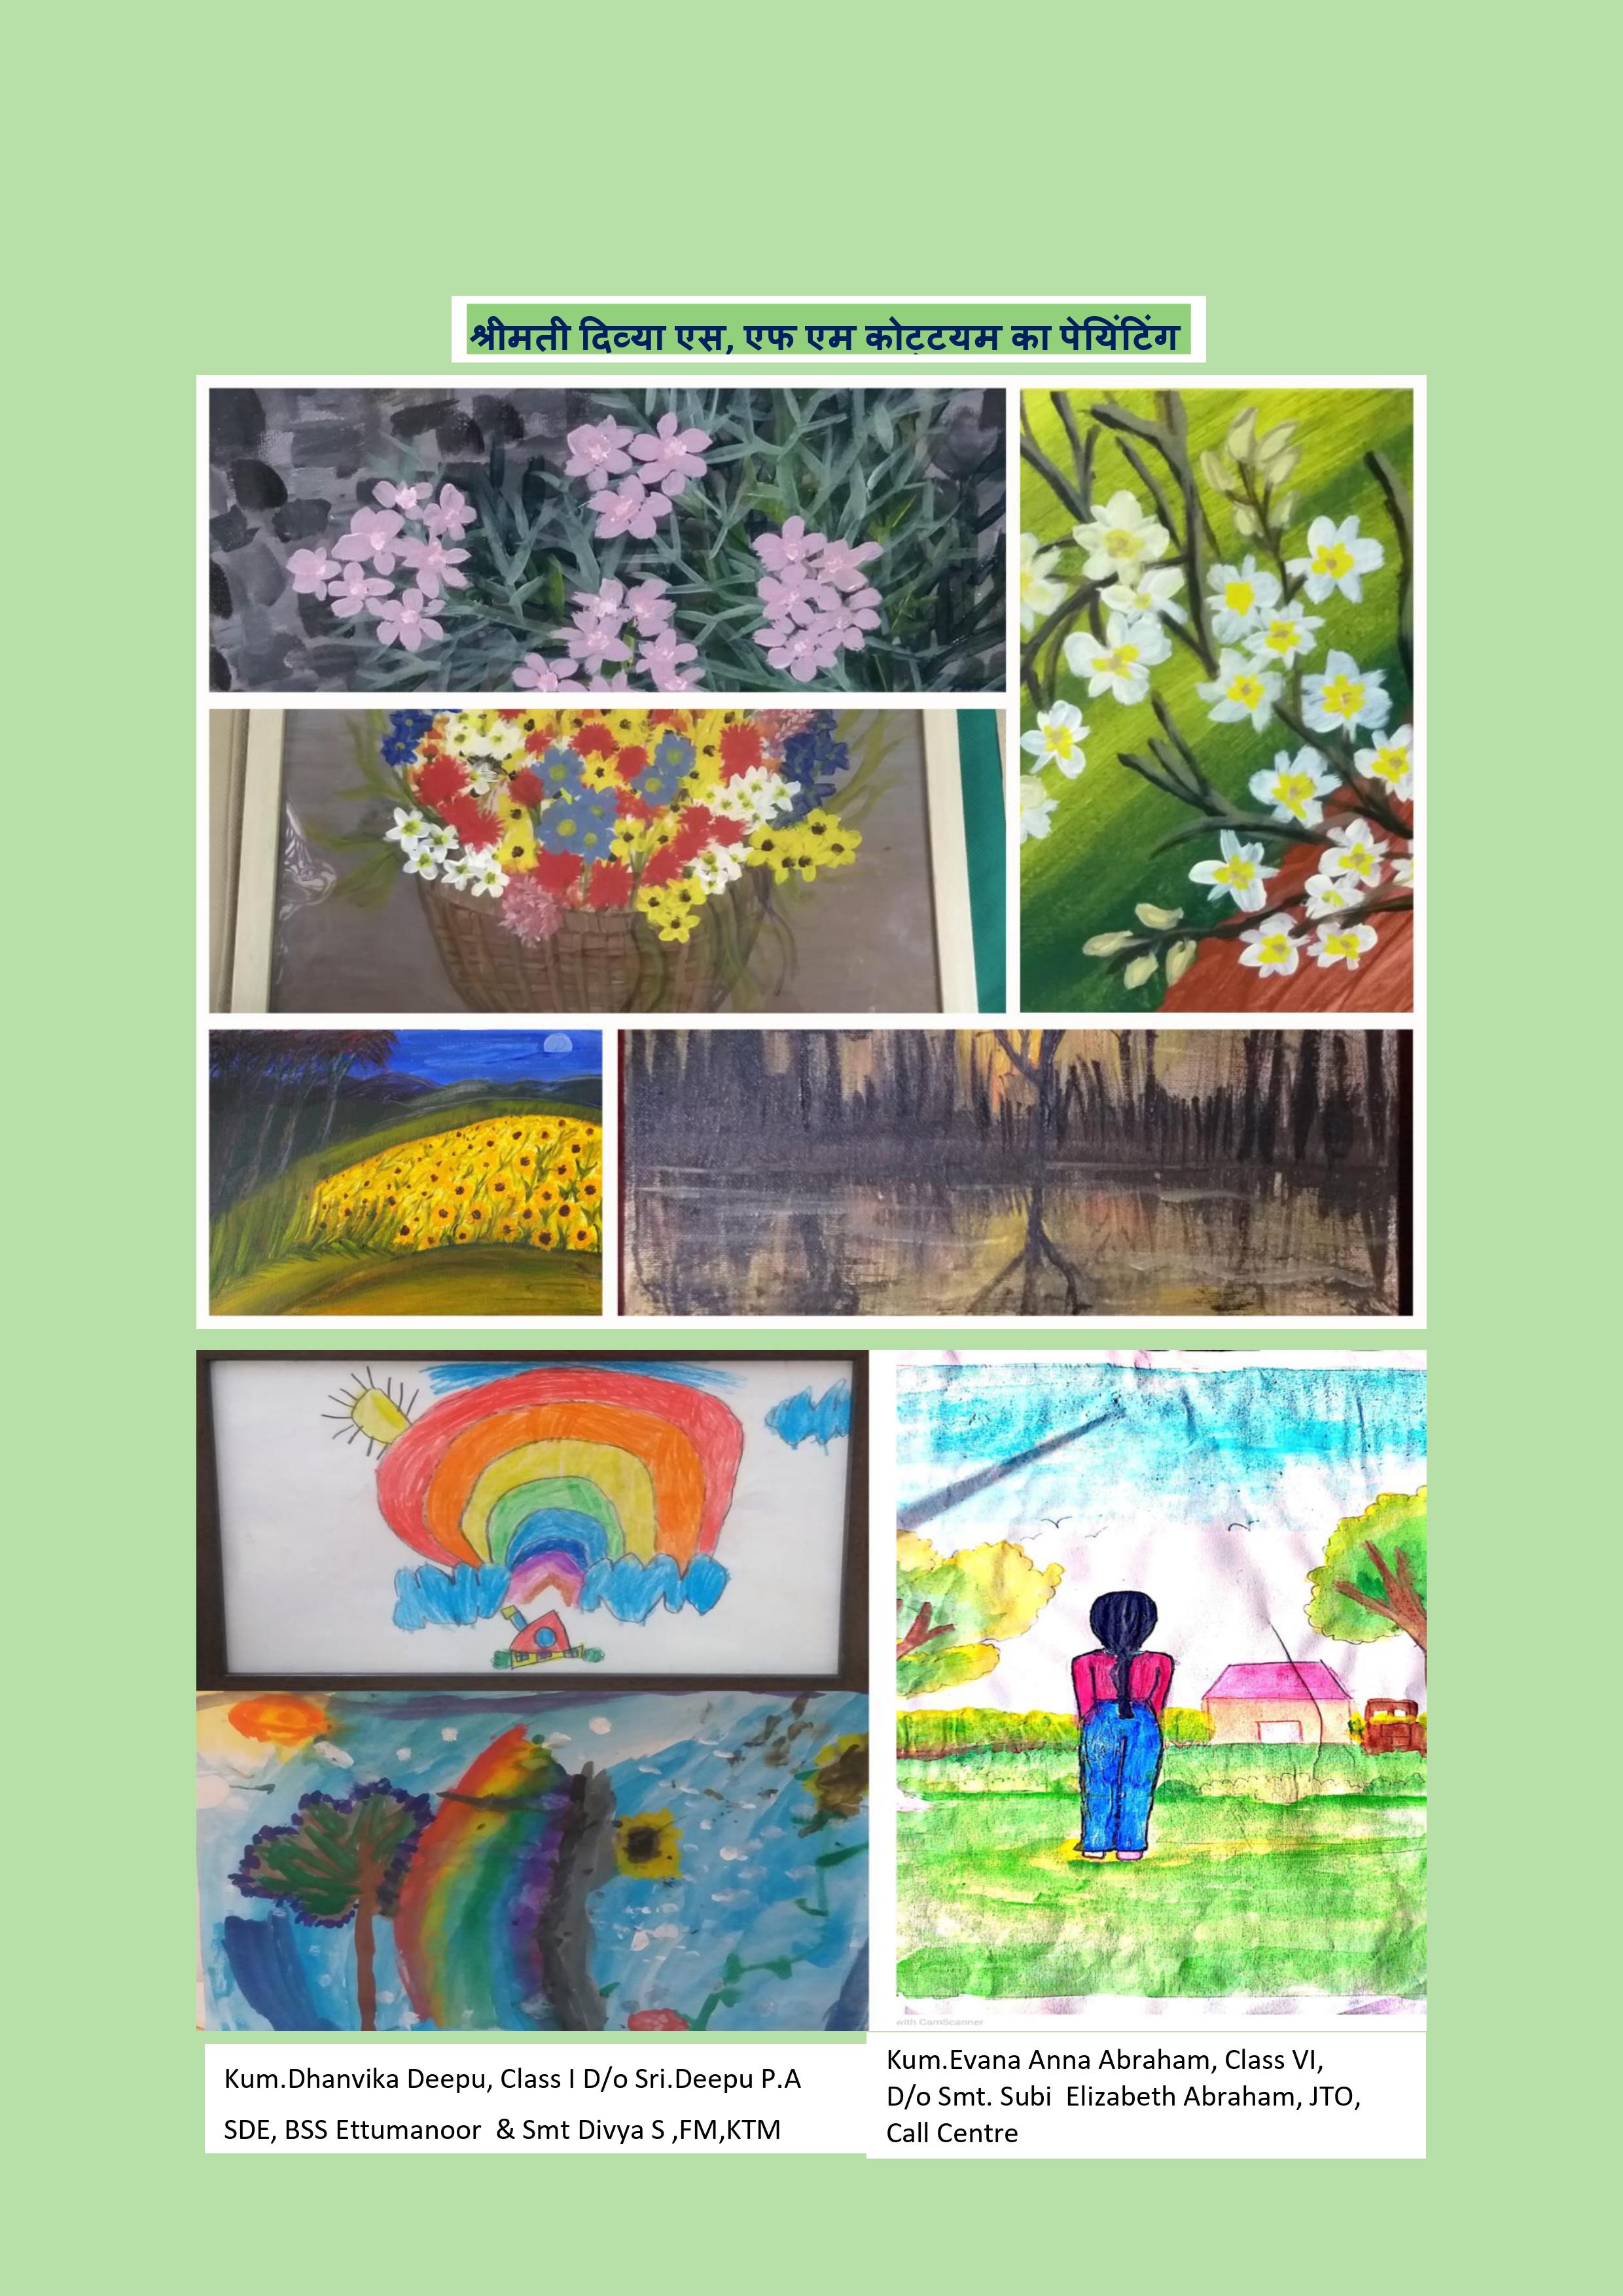 श्रीमती दिव्या एस, एफ एम कोट्टयम का पेयिंटिंग
with CamScanner
Kum.Dhanvika Deepu, Class I D/o Sri.Deepu P.A
SDE, BSS Ettumanoor & Smt Divya S ,FM,KTM
Kum.Evana Anna Abraham, Class VI,
D/o Smt. Subi Elizabeth Abraham, JTO,
Call Centre